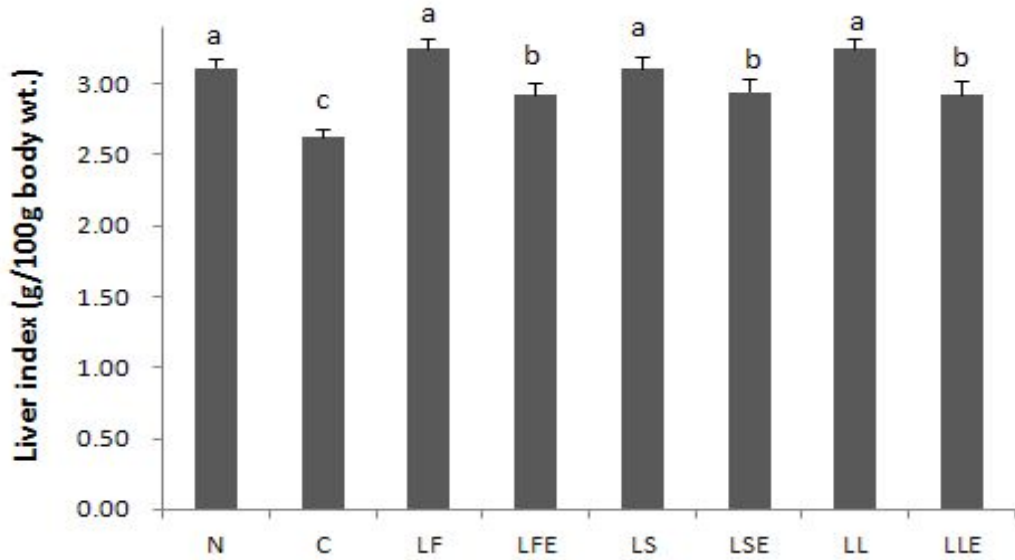 Liver index (g/100g body wt.)
3.00
2.50
2.00
1.50
1.00
0.50
0.00
a
c
a
b
a
b
a
b
N C LF LFE LS LSE LL LLE